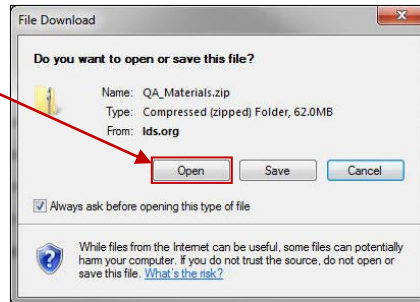 File Download
Do you want to open or save this file?
Name: QA_Materials.zip
Type: Compressed (zipped) Folder, 62.0MB
From: lds.org
Open Save Cancel
Always ask before opening this type of file
While files from the Internet can be useful, some files can potentially
harm your computer. If you do not trust the source, do not open or
save this file. What's the risk?